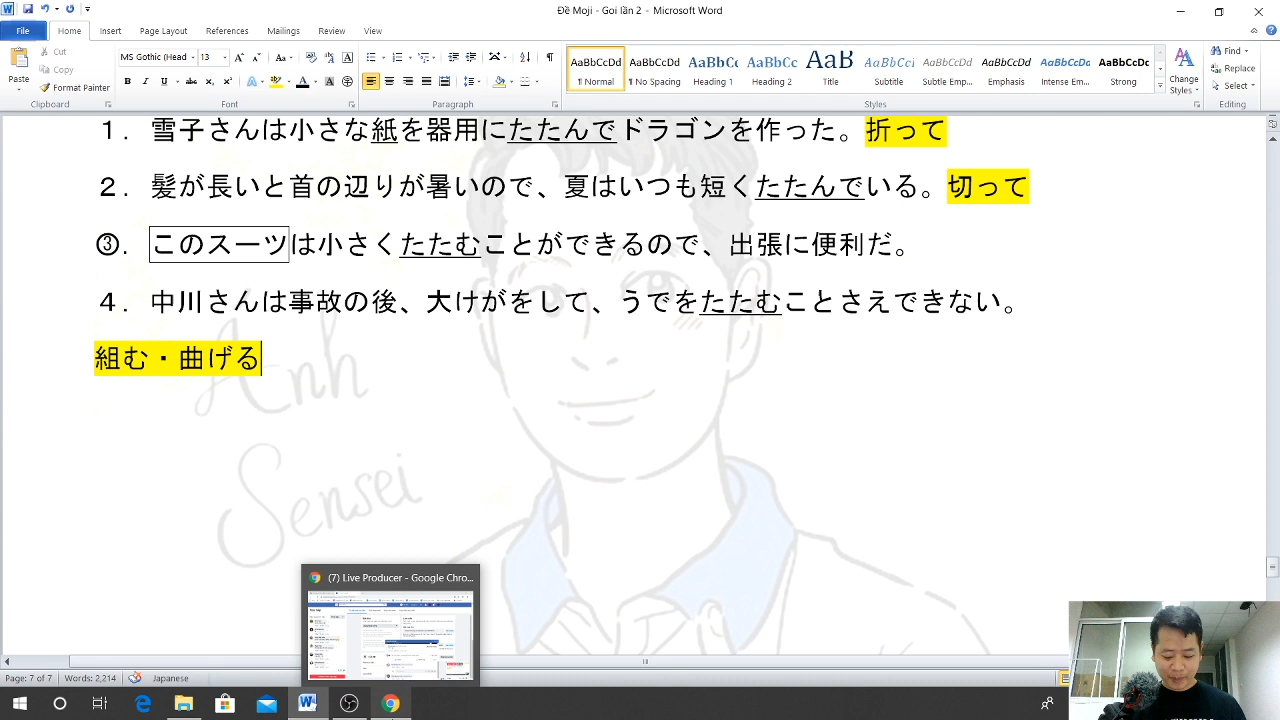 Đề Moji - Goi lần 2 - Microsoft Word
File Home Insert Page Layout References Mailings Review View
Paste Cut Copy Format Painter
Clipboard
MS Gothic (Head 13
Font
Paragraph
AaBbCcDd AaBbCcDd AaBbCc AaBbCc AaB AaBbCcI AaBbCcDd AaBbCcDd AaBbCcDd AaBbCcDd
¶ Normal ¶ No Spacing Heading 1 Heading 2 Title Subtitle Subtle Emp... Emphasis Intense Em... Strong
Styles
Change Styles
Find Replace Select
Editing
１．雪子さんは小さな紙を器用にたたんでドラゴンを作った。折って
２．髪が長いと首の辺りが暑いので、夏はいつも短くたたんでいる。切って
③．このスーツは小さくたたむことができるので、出張に便利だ。
４．中川さんは事故の後、大けがをして、うでをたたむことさえできない。
組む・曲げる
Anh
Sensei
(7) Live Producer - Google Chro...